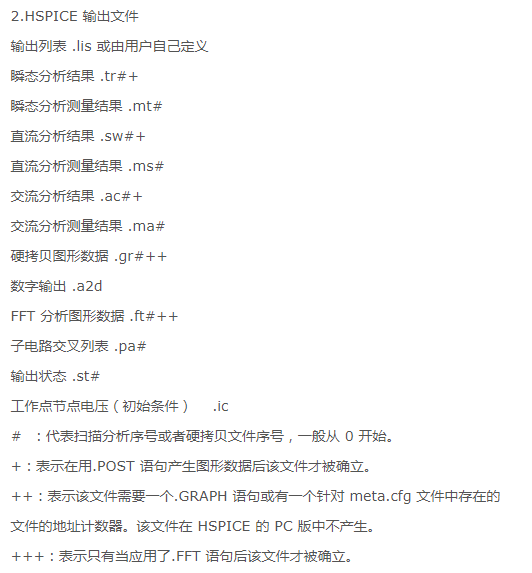 2.HSPICE 输出文件
输出列表 .lis 或由用户自己定义
瞬态分析结果 .tr#+
瞬态分析测量结果 .mt#
直流分析结果 .sw#+
直流分析测量结果 .ms#
交流分析结果 .ac#+
交流分析测量结果 .ma#
硬拷贝图形数据 .gr#++
数字输出 .a2d
FFT 分析图形数据 .ft#++
子电路交叉列表 .pa#
输出状态 .st#
工作点节点电压（初始条件） .ic
# ：代表扫描分析序号或者硬拷贝文件序号，一般从 0 开始。
+：表示在用.POST 语句产生图形数据后该文件才被确立。
++：表示该文件需要一个.GRAPH 语句或有一个针对 meta.cfg 文件中存在的
文件的地址计数器。该文件在 HSPICE 的 PC 版中不产生。
+++：表示只有当应用了.FFT 语句后该文件才被确立。